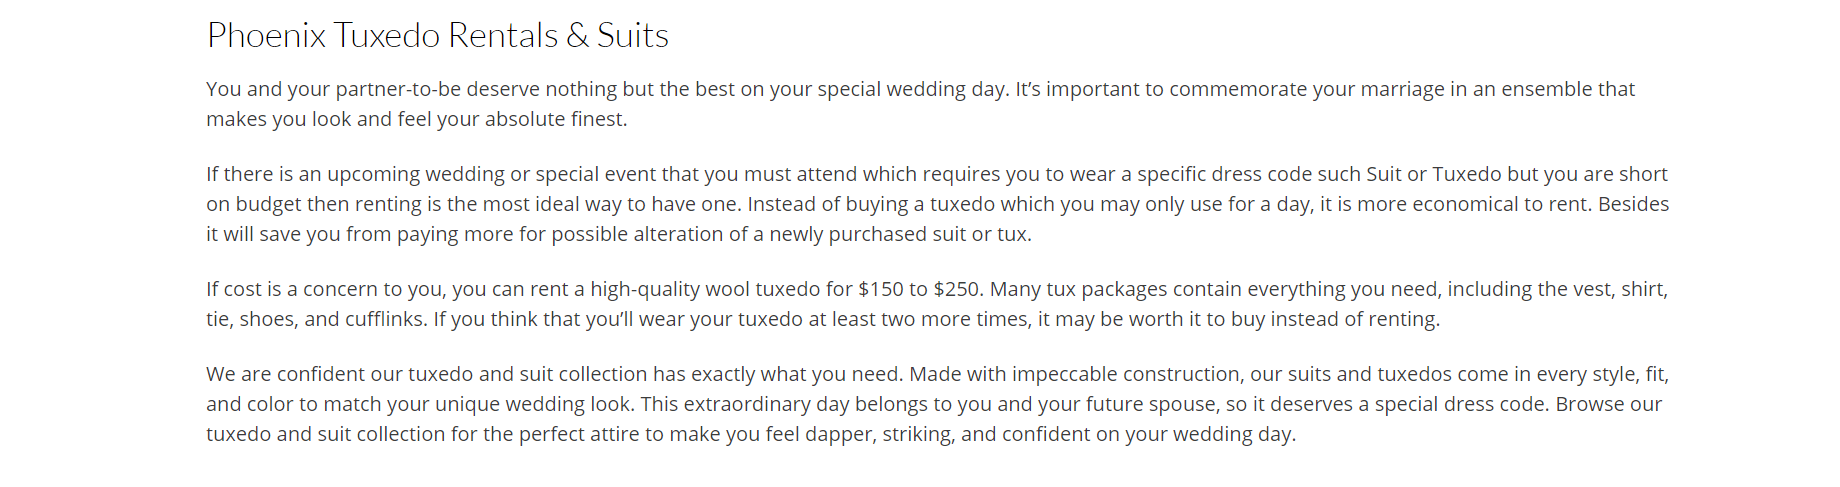 Phoenix Tuxedo Rentals & Suits
You and your partner-to-be deserve nothing but the best on your special wedding day. It’s important to commemorate your marriage in an ensemble that
makes you look and feel your absolute finest.
If there is an upcoming wedding or special event that you must attend which requires you to wear a specific dress code such Suit or Tuxedo but you are short
on budget then renting is the most ideal way to have one. Instead of buying a tuxedo which you may only use for a day, it is more economical to rent. Besides
it will save you from paying more for possible alteration of a newly purchased suit or tux.
If cost is a concern to you, you can rent a high-quality wool tuxedo for $150 to $250. Many tux packages contain everything you need, including the vest, shirt,
tie, shoes, and cufflinks. If you think that you’ll wear your tuxedo at least two more times, it may be worth it to buy instead of renting.
We are confident our tuxedo and suit collection has exactly what you need. Made with impeccable construction, our suits and tuxedos come in every style, fit,
and color to match your unique wedding look. This extraordinary day belongs to you and your future spouse, so it deserves a special dress code. Browse our
tuxedo and suit collection for the perfect attire to make you feel dapper, striking, and confident on your wedding day.